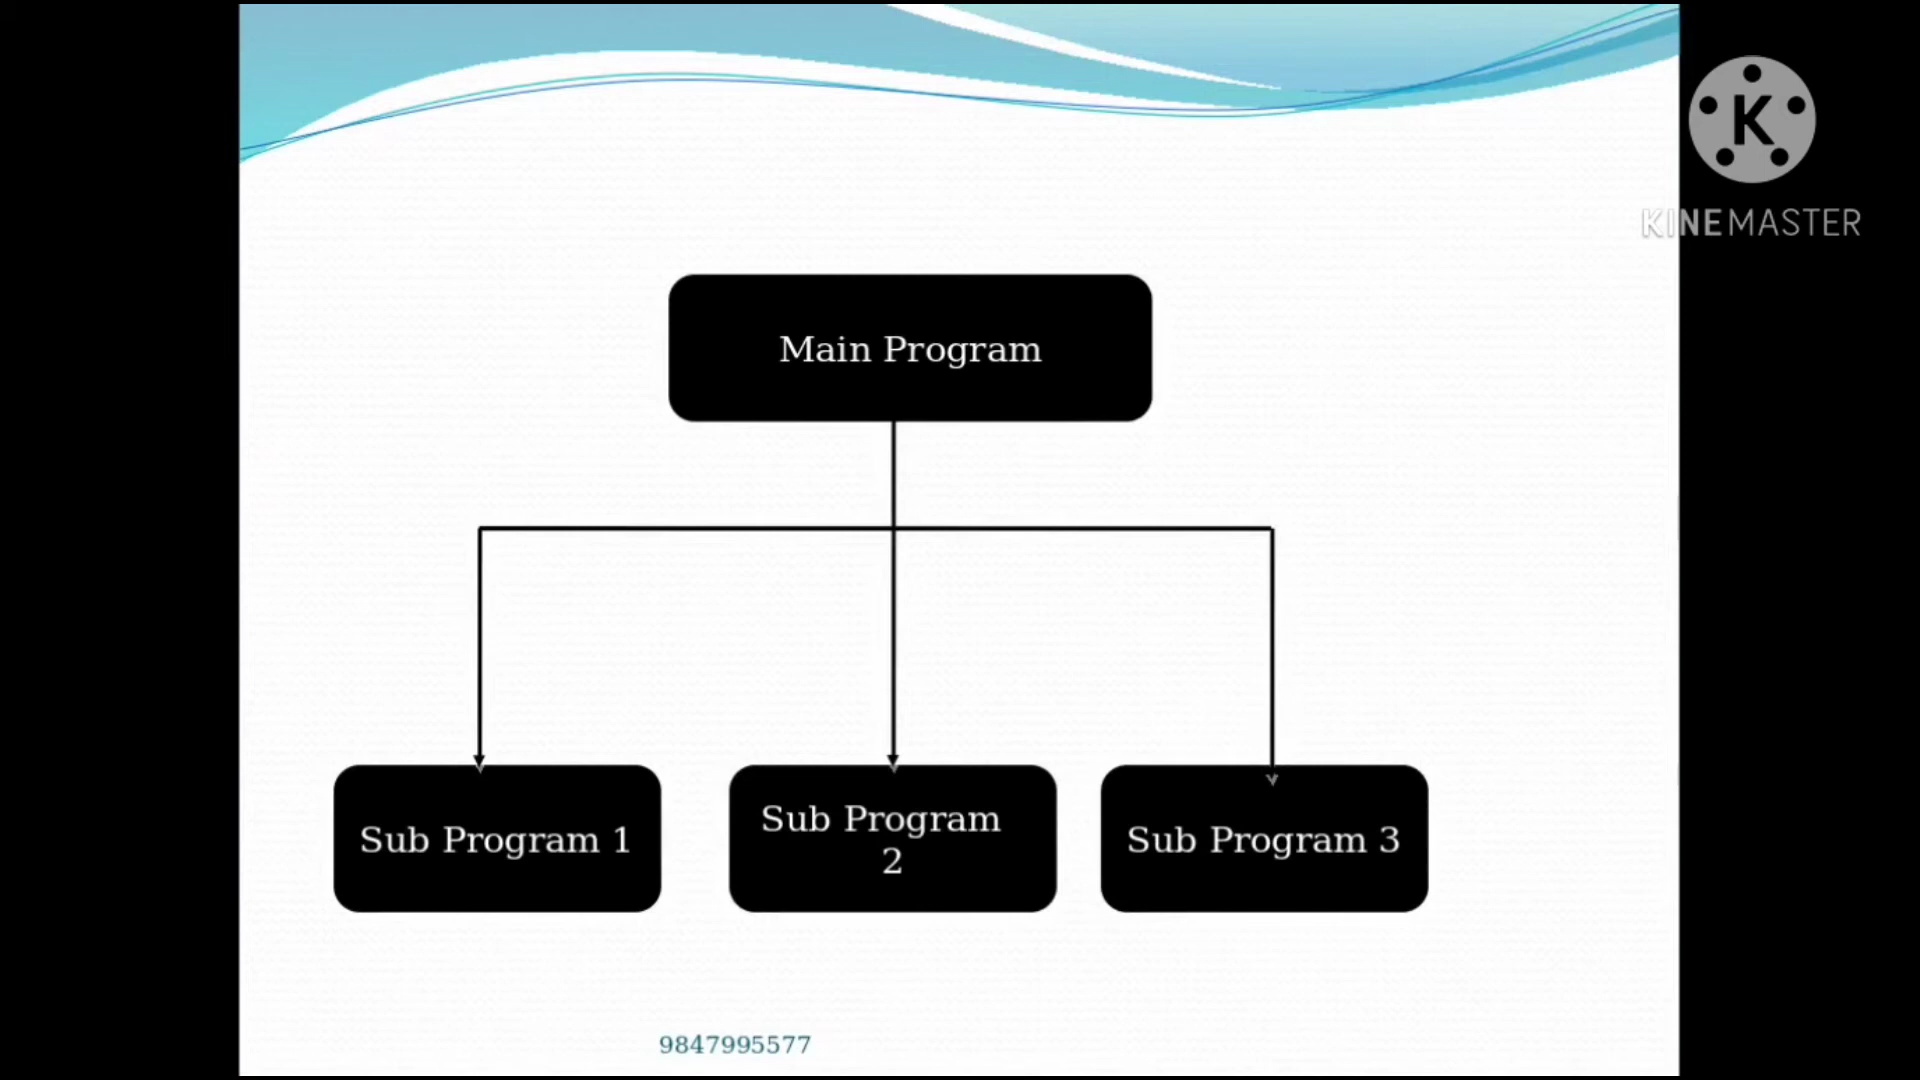 K
KINEMASTER
Main Program
Sub Program 1
Sub Program
2
Sub Program 3
9847995577